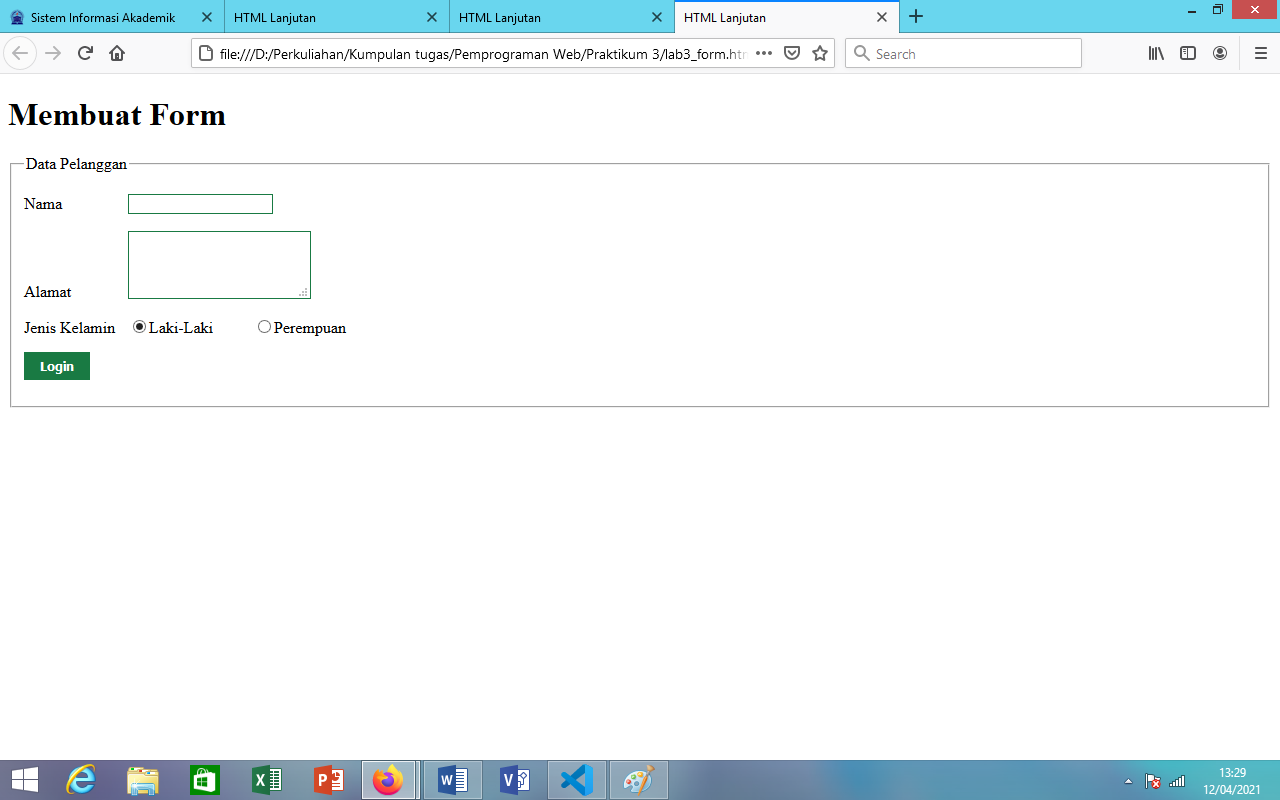 Sistem Informasi Akademik
HTML Lanjutan
HTML Lanjutan
HTML Lanjutan
file:///D:/Perkuliahan/Kumpulan tugas/Pemprograman Web/Praktikum 3/lab3_form.htm
Search
Membuat Form
Data Pelanggan
Nama
Alamat
Jenis Kelamin Laki-Laki Perempuan
Login
13:29
12/04/2021